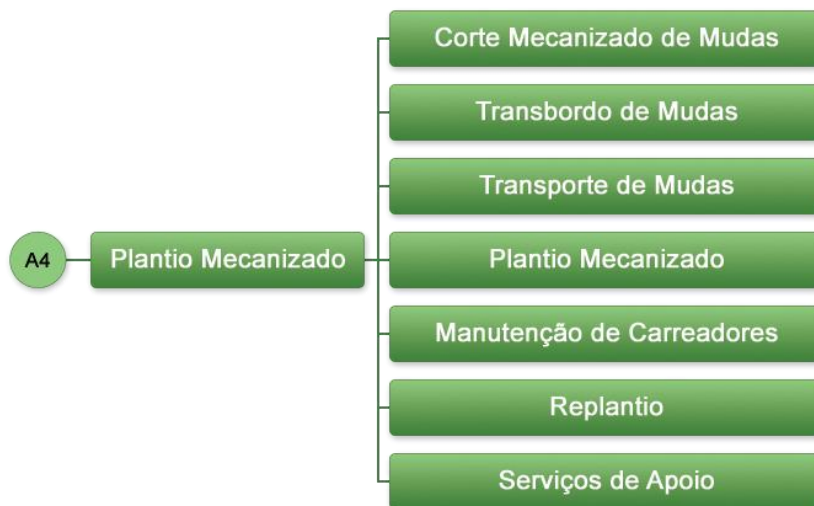 A4
Plantio Mecanizado
Corte Mecanizado de Mudas
Transbordo de Mudas
Transporte de Mudas
Plantio Mecanizado
Manutenção de Carreadores
Replantio
Serviços de Apoio